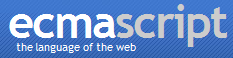 ecmascript
the language of the web